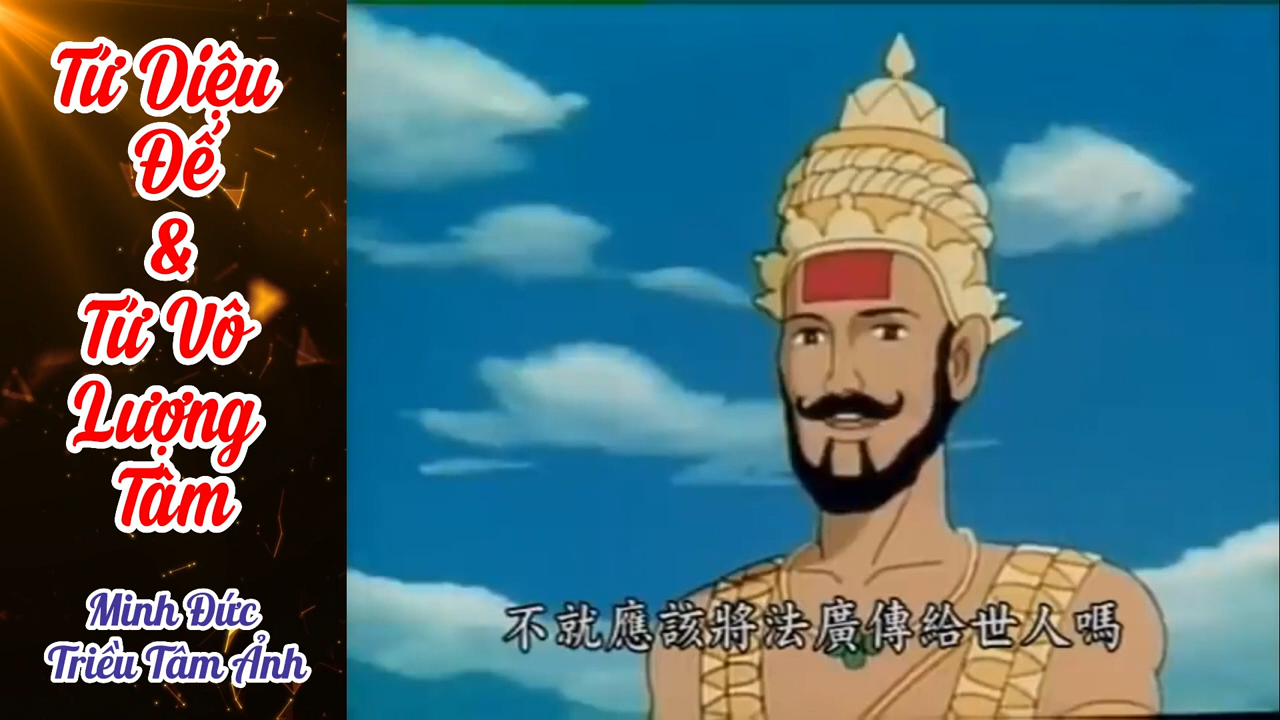 Tứ Diệu
Đế
&
Tứ Vô
Lượng
Tâm
Minh Đức
Triều Tâm Ảnh
不就應該將法廣傳給世人嗎